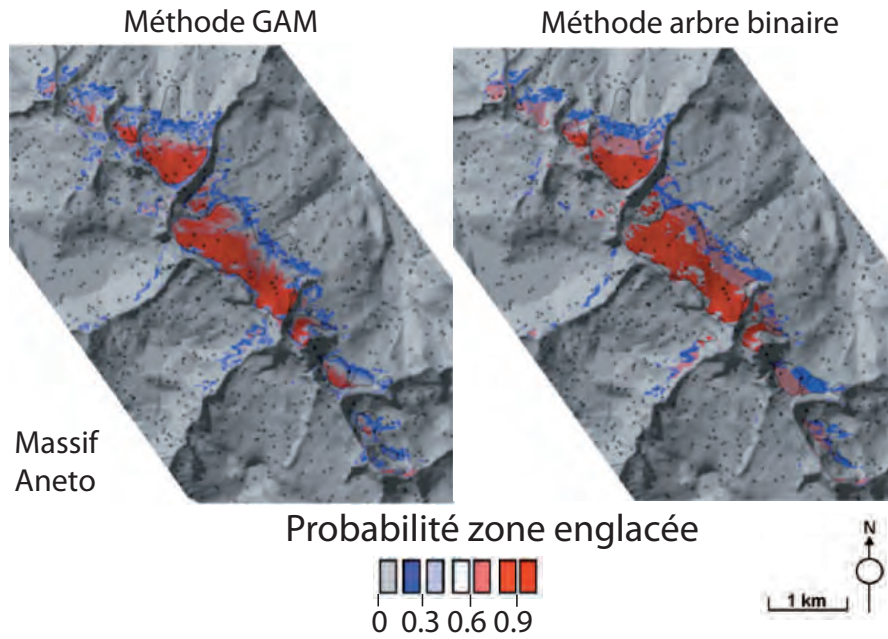 Méthode GAM
Méthode arbre binaire
Massif
Aneto
Probabilité zone englacée
0 0.3 0.6 0.9
N
1 km